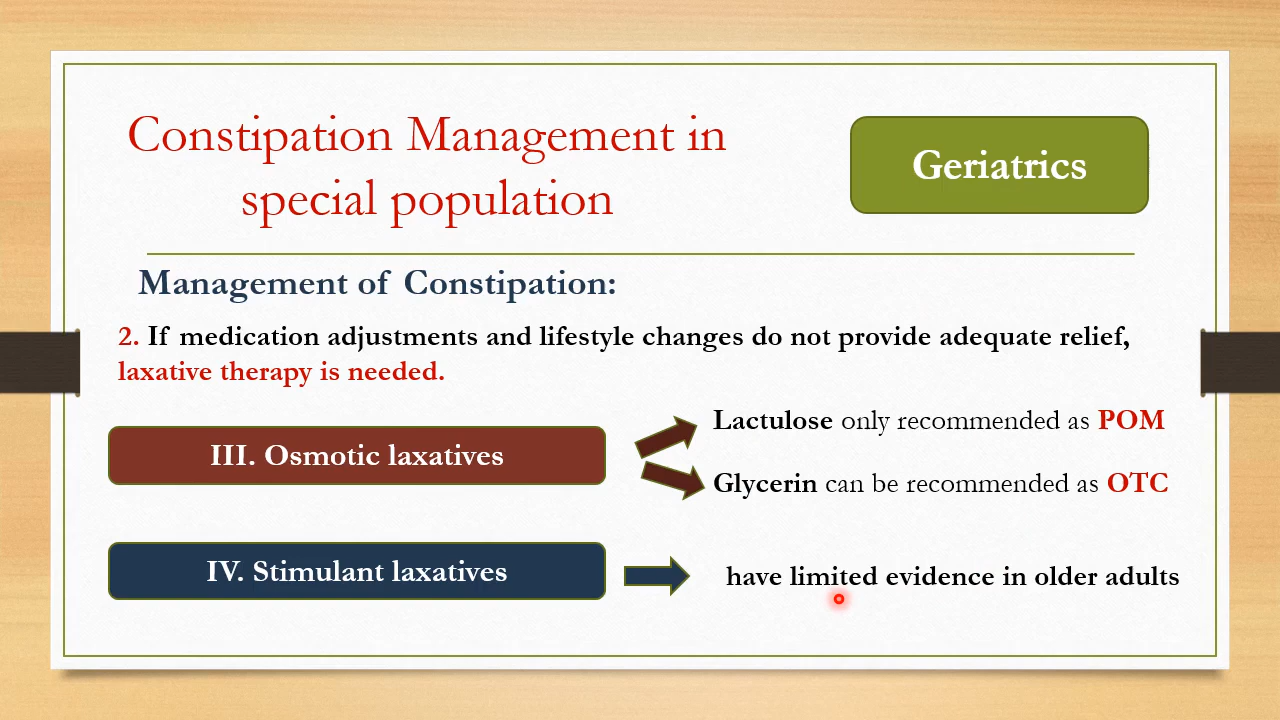 Constipation Management in
special population
Geriatrics
Management of Constipation:
2. If medication adjustments and lifestyle changes do not provide adequate relief,
laxative therapy is needed.
III. Osmotic laxatives
Lactulose only recommended as POM
Glycerin can be recommended as OTC
IV. Stimulant laxatives
have limited evidence in older adults